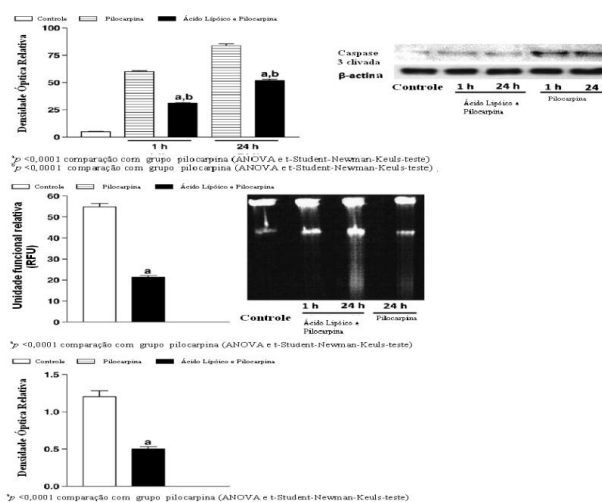 Controle Pilocarpina Ácido Lipóico e Pilocarpina
Densidade Óptica Relativa
100
75
50
25
0
a,b
a,b
1 h 24 h
Caspase
3 clivada
β-actina
Controle 1 h 24 h 1 h 24
Ácido Lipóico e
Pilocarpina
Pilocarpina
ap <0,0001 comparação com grupo pilocarpina (ANOVA e t-Student-Newman-Keuls-teste)
p <0,0001 comparação com grupo pilocarpina (ANOVA e t-Student-Newman-Keuls-teste) .
Controle Pilocarpina Ácido Lipóico e Pilocarpina
Unidade funcional relativa
(RFU)
60
50
40
30
20
10
0
a
Controle 1 h 24 h 24 h
Ácido Lipóico e
Pilocarpina
Pilocarpina
ap <0,0001 comparação com grupo pilocarpina (ANOVA e t-Student-Newman-Keuls-teste)
Controle Pilocarpina Ácido Lipóico e Pilocarpina
Densidade Óptica Relativa
1.5
1.0
0.5
0.0
a
ap <0,0001 comparação com grupo pilocarpina (ANOVA e t-Student-Newman-Keuls-teste)